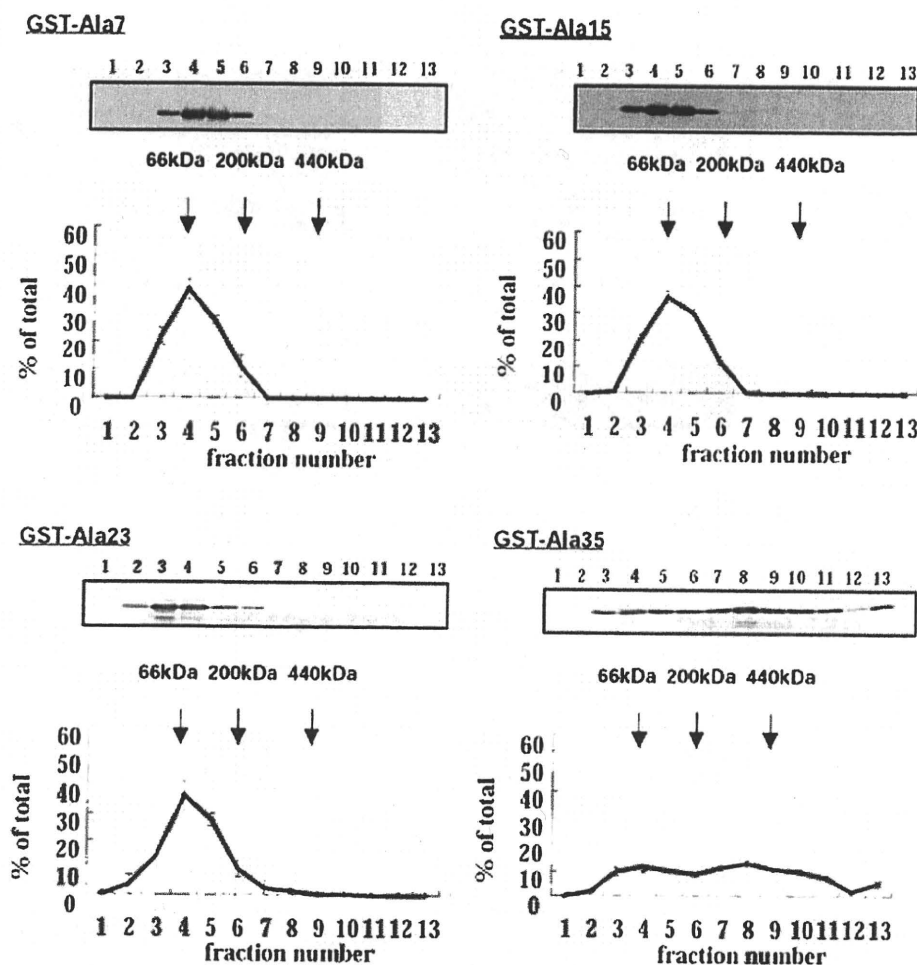 GST-Ala7
1 2 3 4 5 6 7 8 9 10 11 12 13
66kDa 200kDa 440kDa
60
50
40
30
20
10
0
% of total
1 2 3 4 5 6 7 8 9 10 11 12 13
fraction number
GST-Ala15
1 2 3 4 5 6 7 8 9 10 11 12 13
66kDa 200kDa 440kDa
60
50
40
30
20
10
0
% of total
1 2 3 4 5 6 7 8 9 10 11 12 13
fraction number
GST-Ala23
1 2 3 4 5 6 7 8 9 10 11 12 13
66kDa 200kDa 440kDa
60
50
40
30
20
10
0
% of total
1 2 3 4 5 6 7 8 9 10 11 12 13
fraction number
GST-Ala35
1 2 3 4 5 6 7 8 9 10 11 12 13
66kDa 200kDa 440kDa
60
50
40
30
20
10
0
% of total
1 2 3 4 5 6 7 8 9 10 11 12 13
fraction number